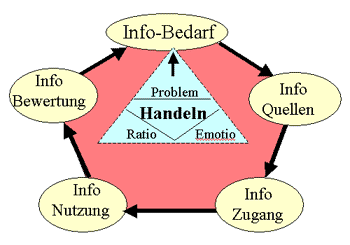 Info-Bedarf
Info
Quellen
Info
Zugang
Info
Nutzung
Info
Bewertung
Problem
Handeln
Ratio
Emotio